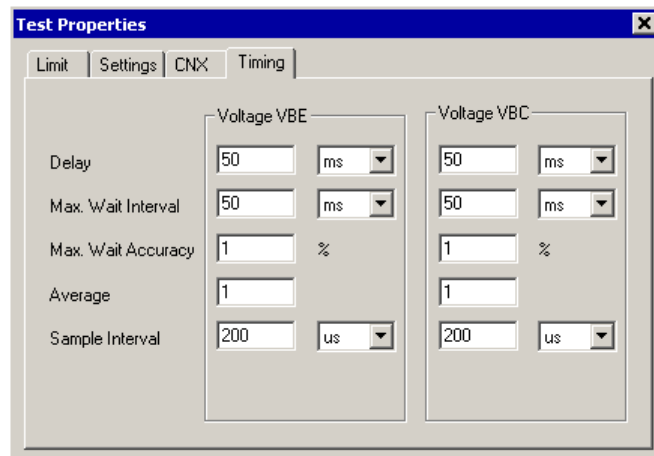 Test Properties
Limit Settings CNX Timing
Voltage VBE Voltage VBC
Delay 50 ms 50 ms
Max. Wait Interval 50 ms 50 ms
Max. Wait Accuracy 1 % 1 %
Average 1 1
Sample Interval 200 us 200 us